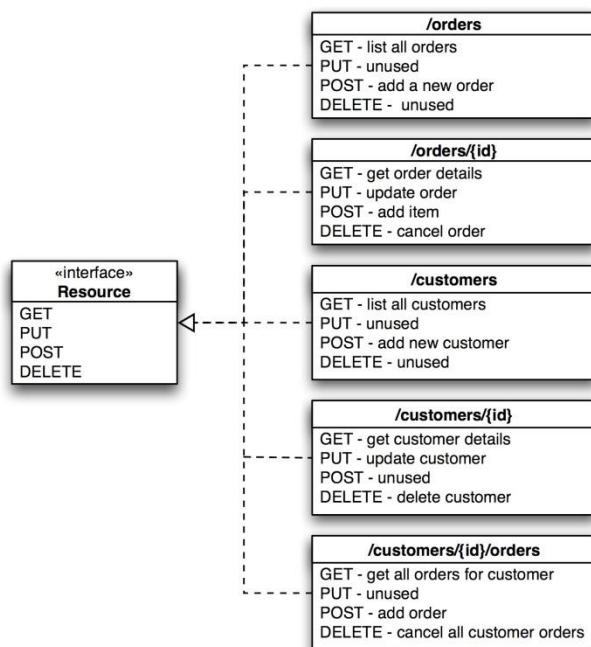 /orders
GET - list all orders
PUT - unused
POST - add a new order
DELETE -  unused
/orders/{id}
GET - get order details
PUT - update order
POST - add item
DELETE - cancel order
«interface»
Resource
GET
PUT
POST
DELETE
/customers
GET - list all customers
PUT - unused
POST - add new customer
DELETE - unused
/customers/{id}
GET - get customer details
PUT - update customer
POST - unused
DELETE - delete customer
/customers/{id}/orders
GET - get all orders for customer
PUT - unused
POST - add order
DELETE - cancel all customer orders